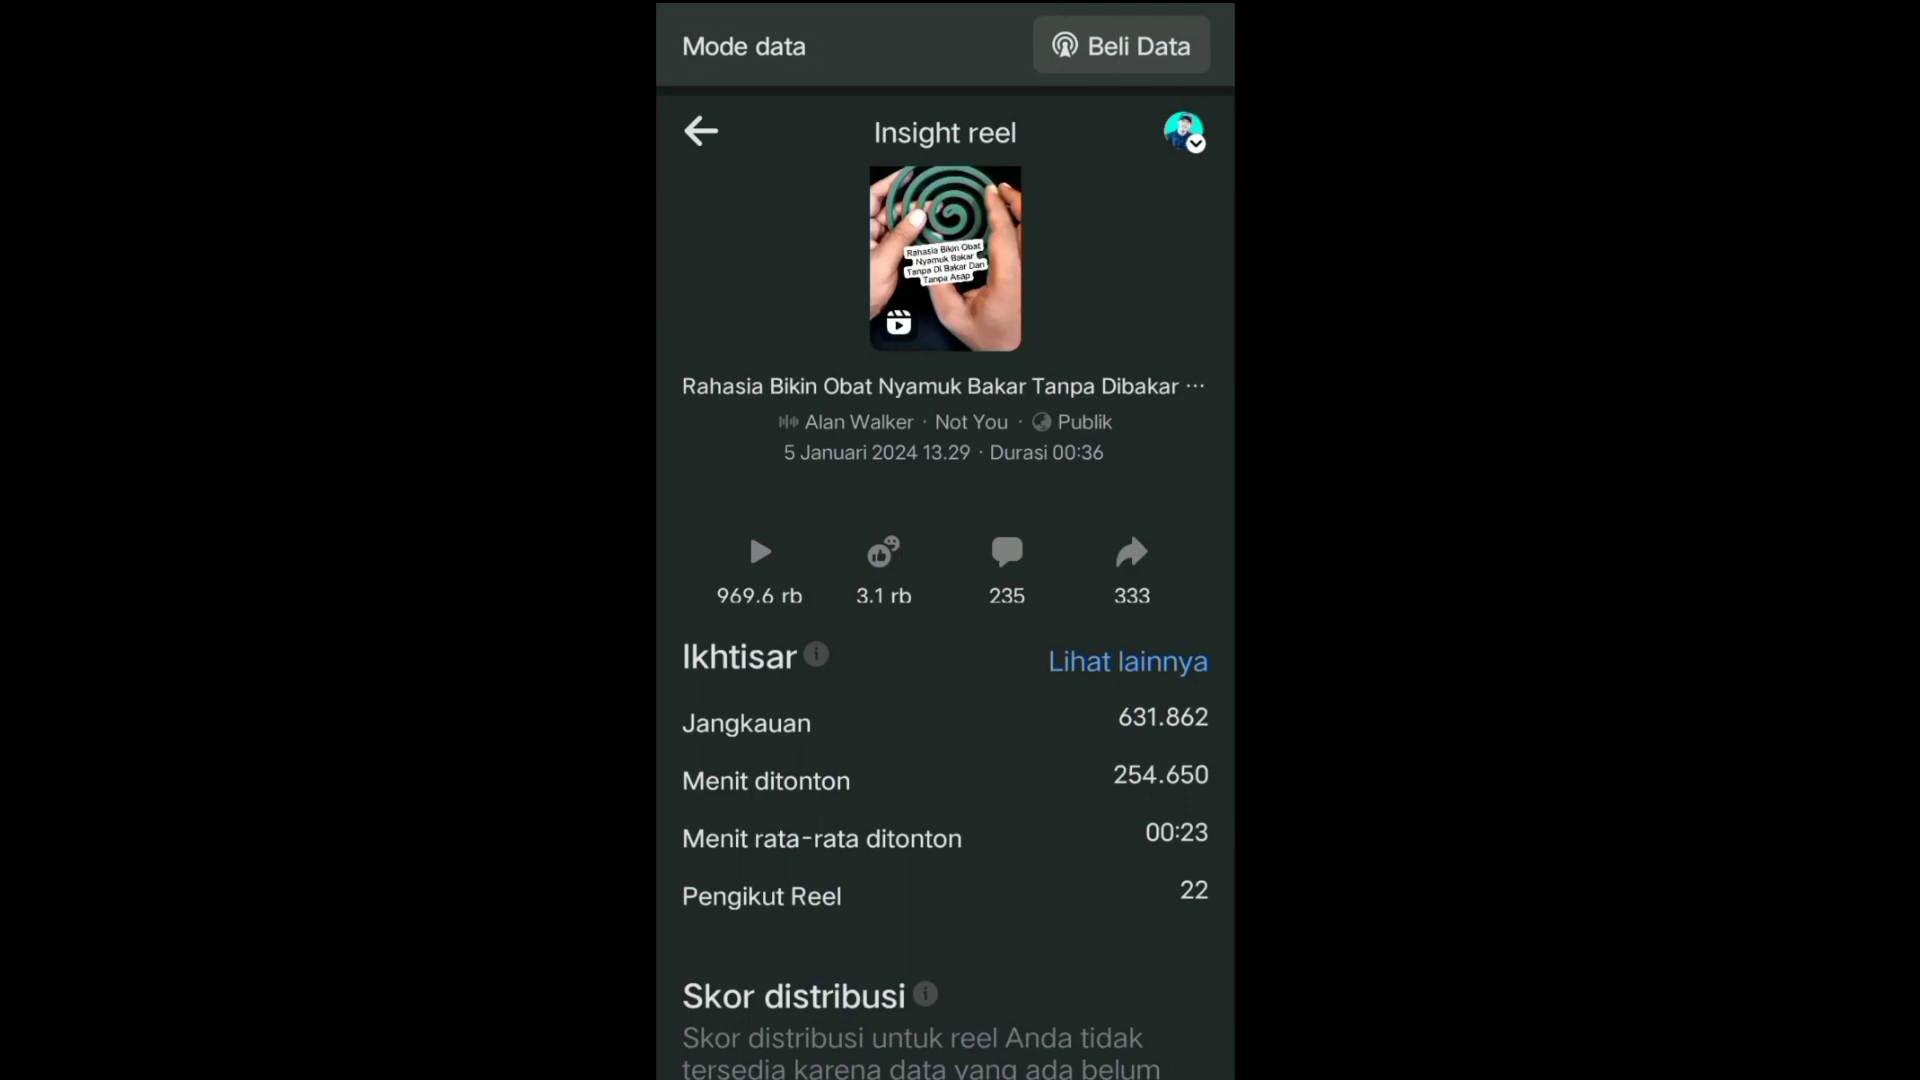 Mode data
Beli Data
Insight reel
Rahasia Bikin Obat
Nyamuk Bakar
Tanpa Di Bakar Dan
Tanpa Asap
Rahasia Bikin Obat Nyamuk Bakar Tanpa Dibakar ...
Alan Walker · Not You · Publik
5 Januari 2024 13.29 · Durasi 00:36
969.6 rb 3.1 rb 235 333
Ikhtisar
Lihat lainnya
Jangkauan 631.862
Menit ditonton 254.650
Menit rata-rata ditonton 00:23
Pengikut Reel 22
Skor distribusi
Skor distribusi untuk reel Anda tidak
tersedia karena data yang ada belum